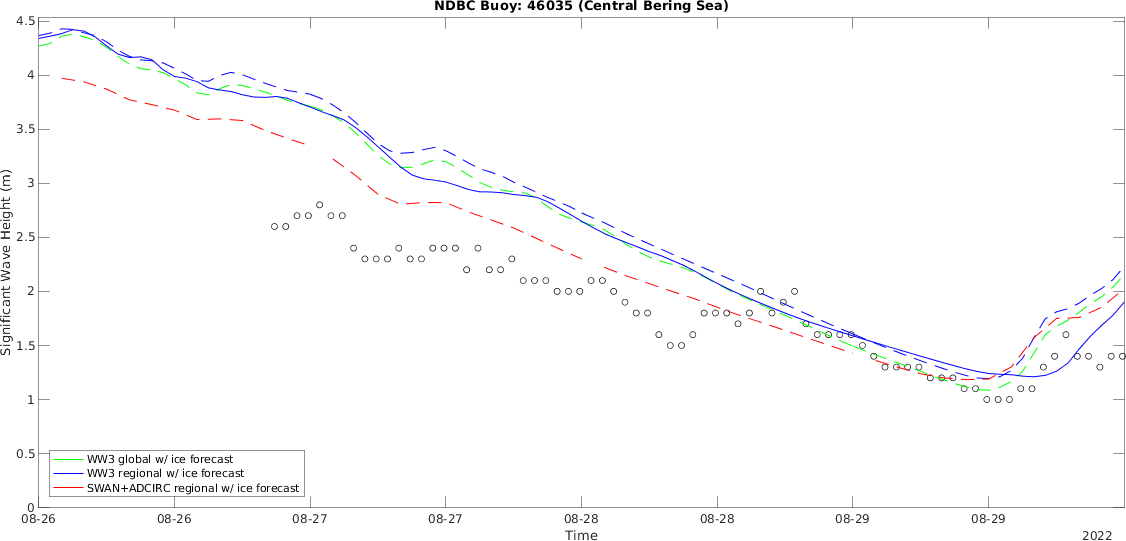 NDBC Buoy: 46035 (Central Bering Sea)
4.5
4
3.5
3
2.5
2
1.5
1
0.5
0
Significant Wave Height (m)
WW3 global w/ ice forecast
WW3 regional w/ ice forecast
SWAN+ADCIRC regional w/ ice forecast
08-26 08-26 08-27 08-27 08-28 08-28 08-29 08-29
Time
2022